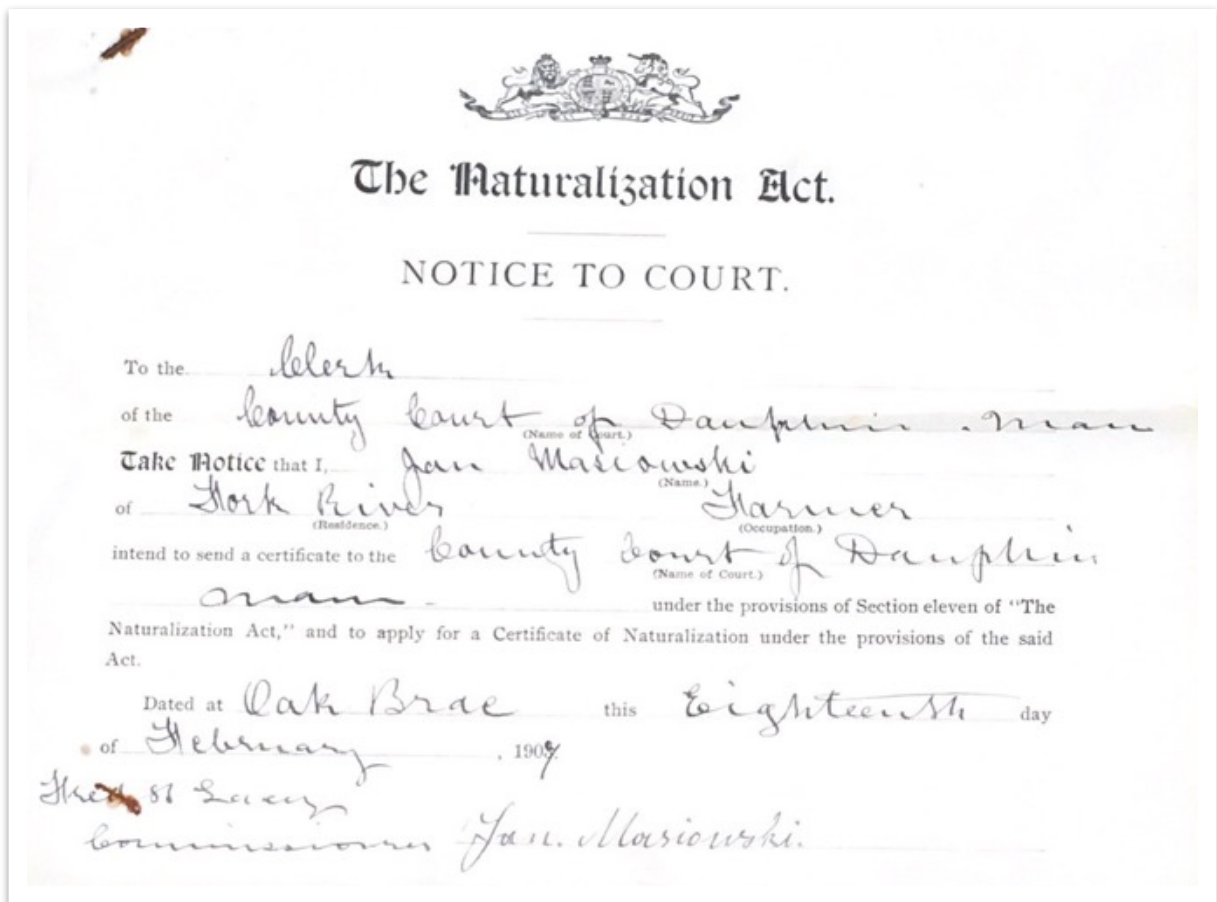 The Naturalization Act.
NOTICE TO COURT.
To the Clerk
of the County Court of Dauphin. Man
(Name of Court.)
Take Notice that I, Jan Masiowski
(Name.)
of Fork River Farmer
(Residence.) (Occupation.)
intend to send a certificate to the County Court of Dauphin
(Name of Court.)
Man. under the provisions of Section eleven of "The
Naturalization Act," and to apply for a Certificate of Naturalization under the provisions of the said
Act.
Dated at Oak Brae this Eighteenth day
of February , 190
Fred Lacey
Commissioner Jan. Masiowski.